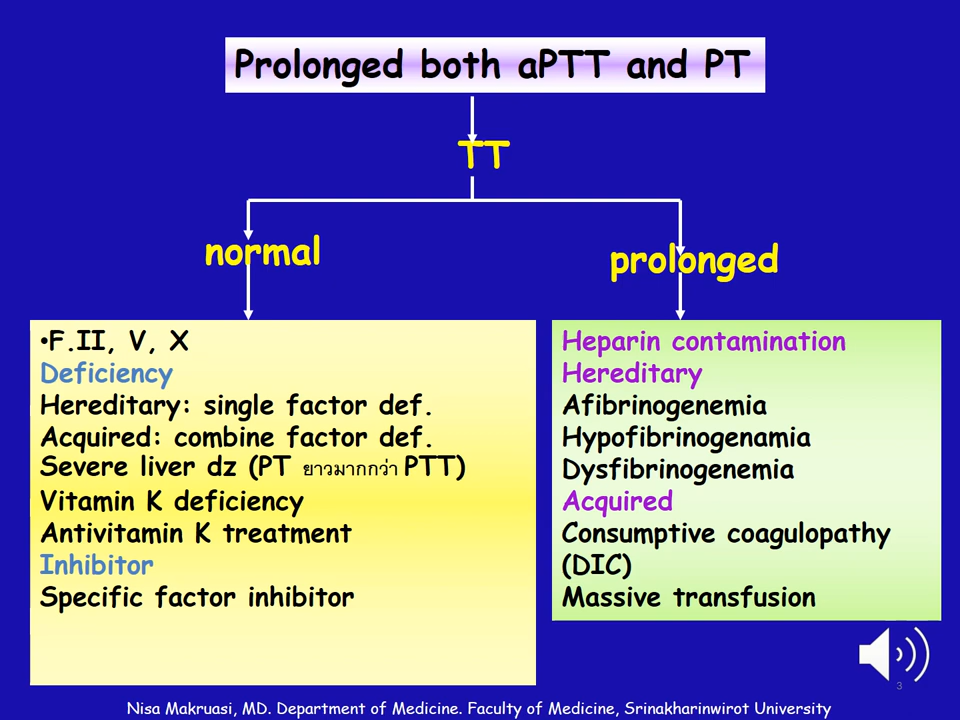 Prolonged both aPTT and PT
TT
normal
prolonged
•F.II, V, X
Deficiency
Hereditary: single factor def.
Acquired: combine factor def.
Severe liver dz (PT ยาวมากกว่า PTT)
Vitamin K deficiency
Antivitamin K treatment
Inhibitor
Specific factor inhibitor
Heparin contamination
Hereditary
Afibrinogenemia
Hypofibrinogenamia
Dysfibrinogenemia
Acquired
Consumptive coagulopathy
(DIC)
Massive transfusion
3
Nisa Makruasi, MD. Department of Medicine. Faculty of Medicine, Srinakharinwirot University